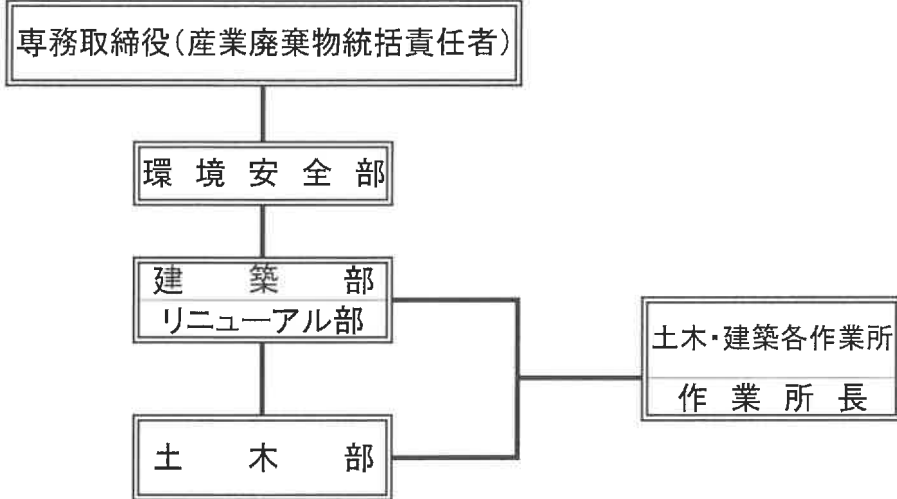 専務取締役(産業廃棄物統括責任者)
環境安全部
建築部
リニューアル部
土木・建築各作業所
作業所長
土木部